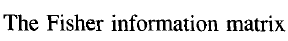 The Fisher information matrix